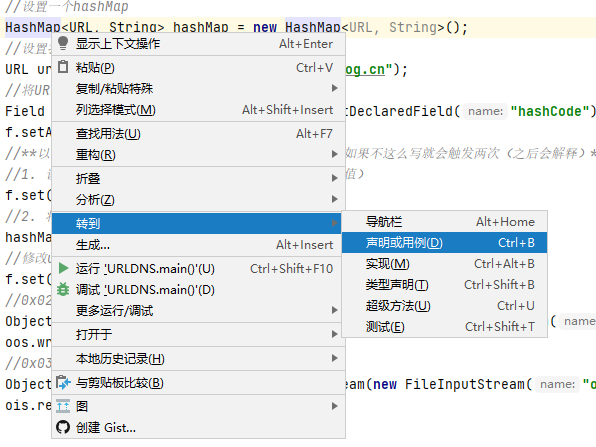 //设置一个hashMap
HashMap<URL, String> hashMap = new HashMap<URL, String>();
//设置
URL ur og.cn");
//将UR
Field tDeclaredField( name: "hashCode")
f.setA
//**以 如果不这么写就会触发两次（之后会解释）*
//1. 值）
f.set(
//2.
hashMa
//修改u
f.set(
//0x02
Object (
oos.wr
//0x03
Object eam(new FileInputStream( name: "o
ois.re
显示上下文操作 Alt+Enter
粘贴(P) Ctrl+V
复制/粘贴特殊
列选择模式(M) Alt+Shift+Insert
查找用法(U) Alt+F7
重构(R)
折叠
分析(Z)
转到
生成... Alt+Insert
运行 'URLDNS.main()'(U) Ctrl+Shift+F10
调试 'URLDNS.main()'(D)
更多运行/调试
打开于
本地历史记录(H)
与剪贴板比较(B)
图
创建 Gist...
导航栏 Alt+Home
声明或用例(D) Ctrl+B
实现(M) Ctrl+Alt+B
类型声明(T) Ctrl+Shift+B
超级方法(U) Ctrl+U
测试(E) Ctrl+Shift+T